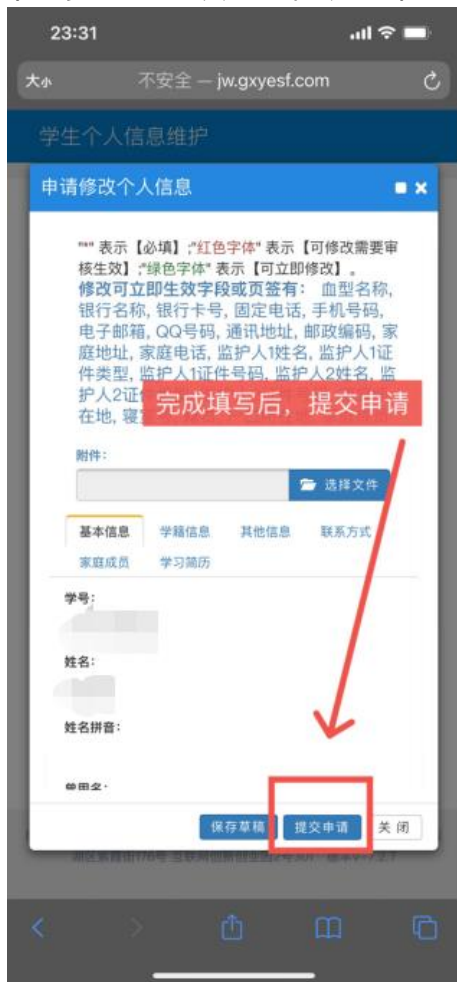 23:31
大小 不安全 — jw.gxyesf.com
学生个人信息维护
申请修改个人信息
"*" 表示【必填】;"红色字体" 表示【可修改需要审
核生效】;"绿色字体" 表示【可立即修改】。
修改可立即生效字段或页签有： 血型名称,
银行名称, 银行卡号, 固定电话, 手机号码,
电子邮箱, QQ号码, 通讯地址, 邮政编码, 家
庭地址, 家庭电话, 监护人1姓名, 监护人1证
件类型, 监护人1证件号码, 监护人2姓名, 监
护人2证
在地, 寝
完成填写后，提交申请
附件：
选择文件
基本信息 学籍信息 其他信息 联系方式
家庭成员 学习简历
学号：
姓名：
姓名拼音：
曾用名：
保存草稿 提交申请 关 闭